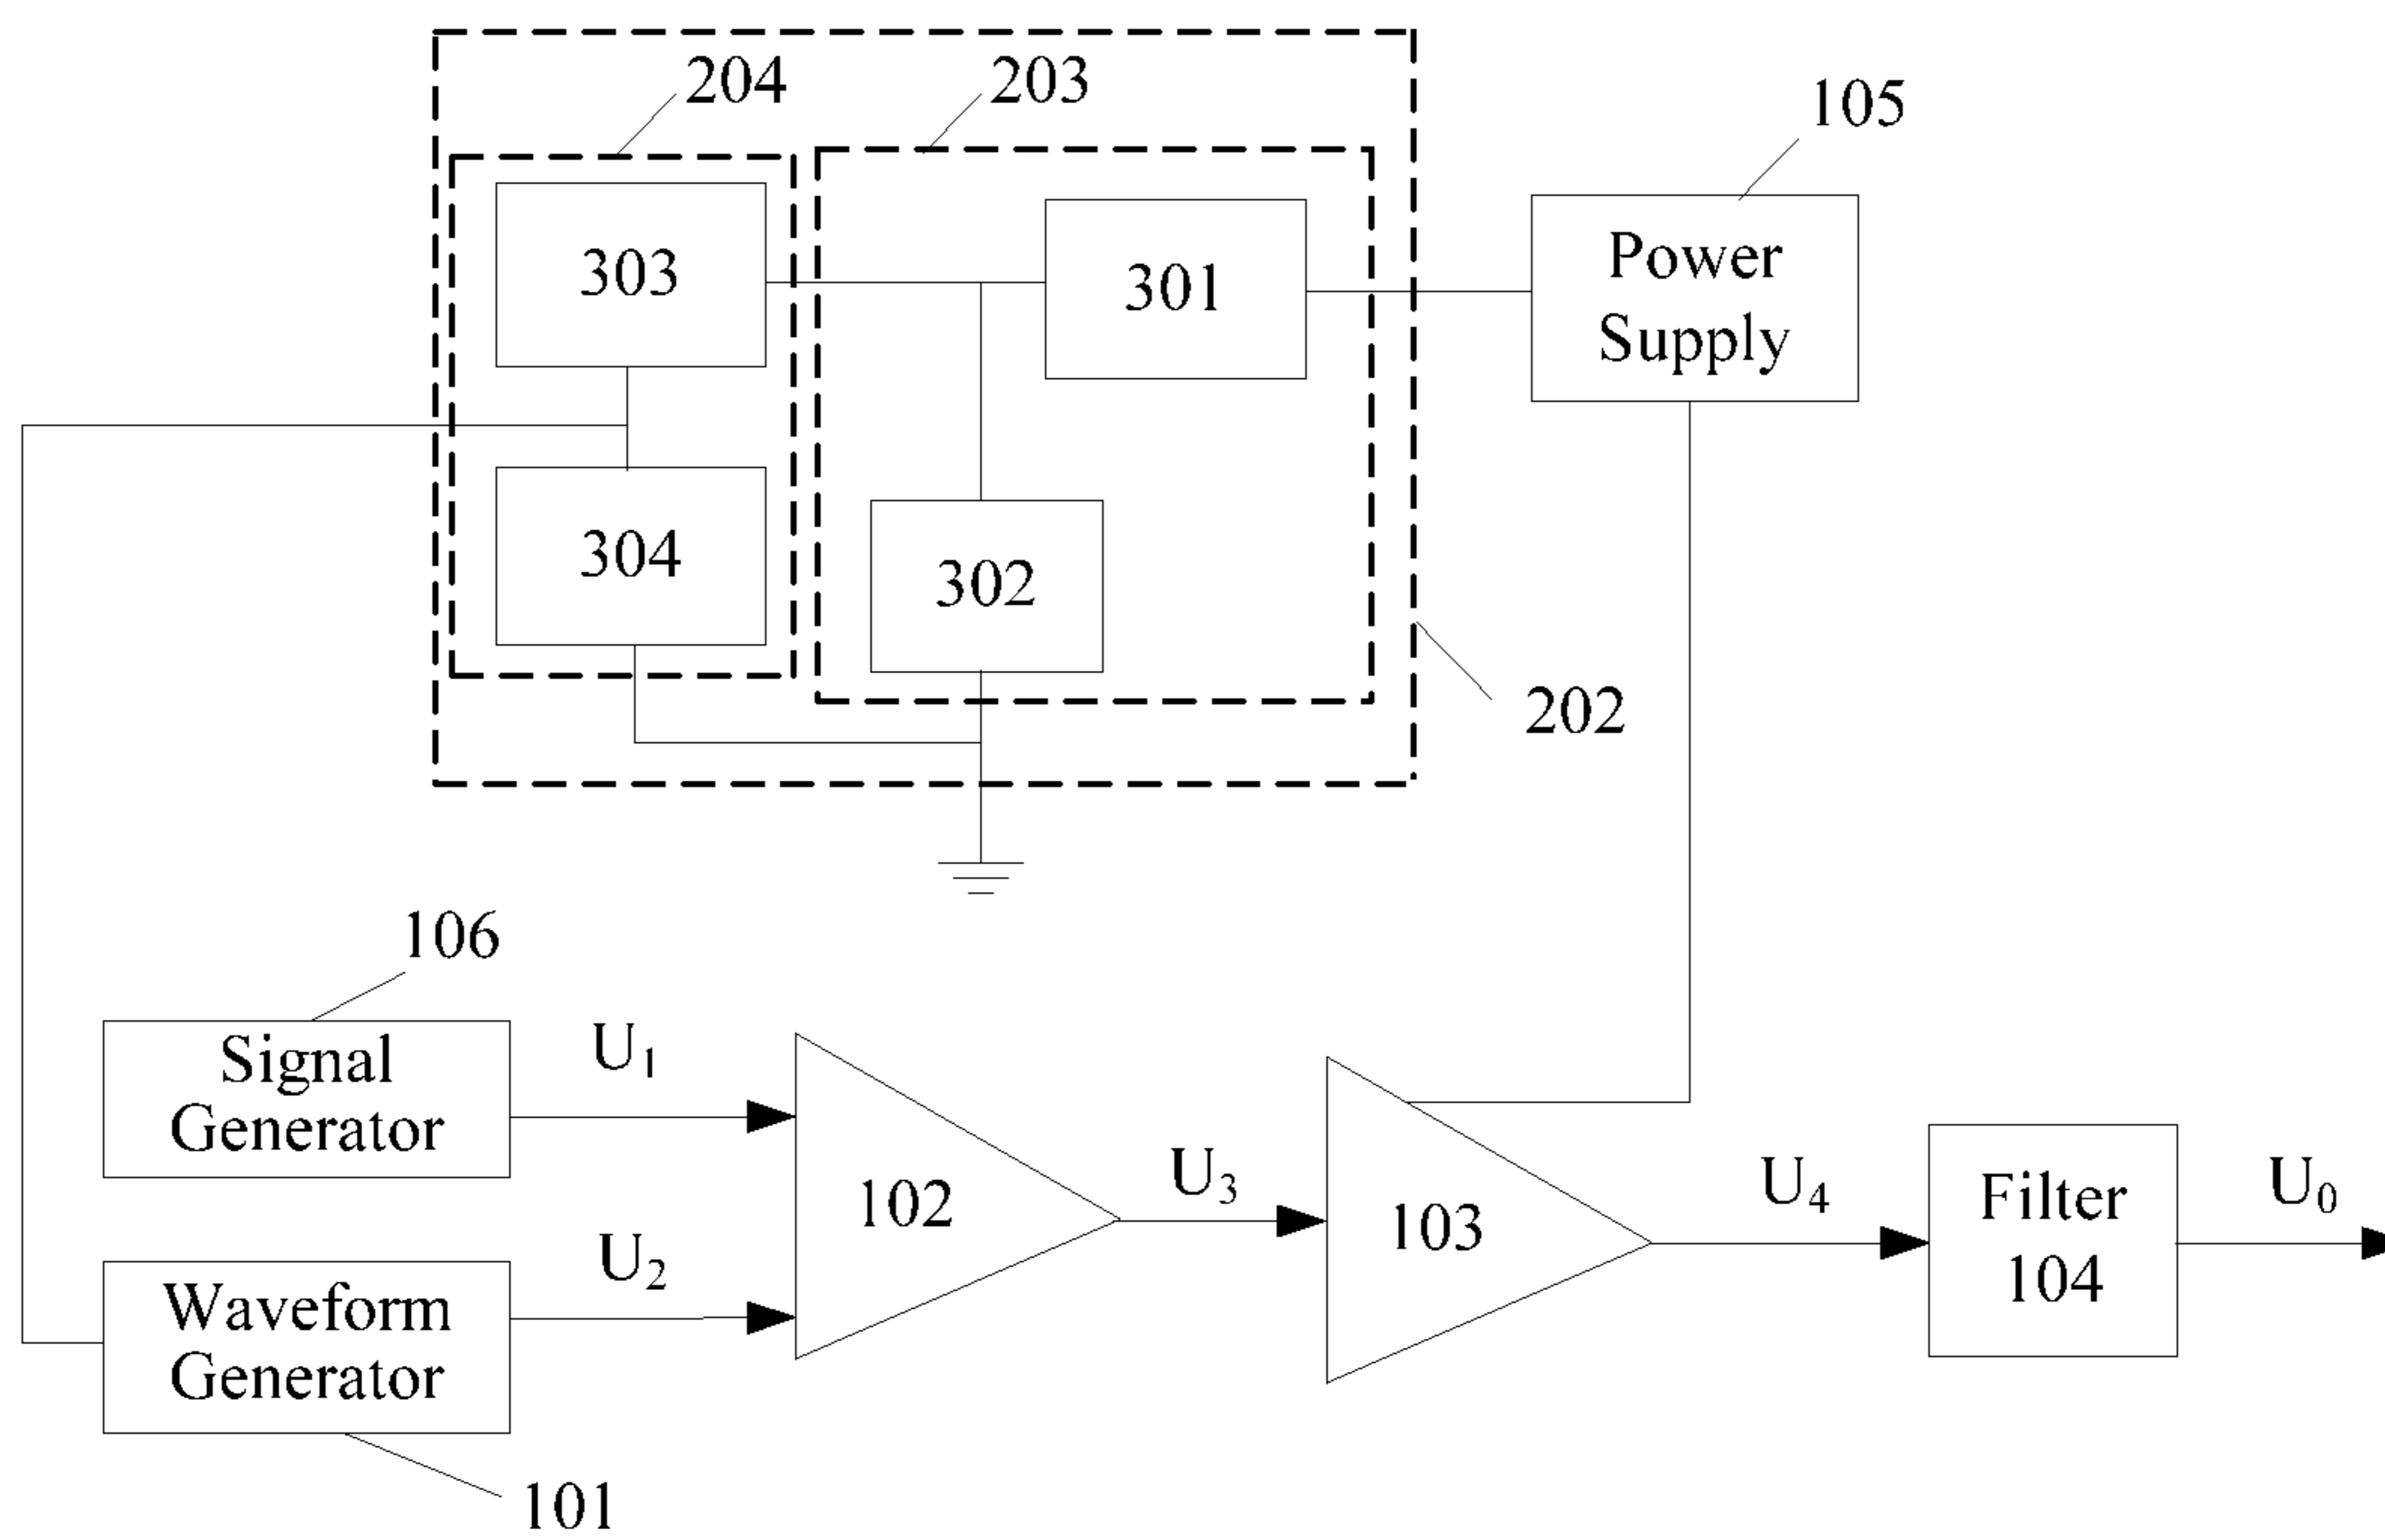 204
203
105
303
301
Power
Supply
304
302
202
106
Signal
Generator
U1
102
U3
103
U4
Filter
104
U0
U2
Waveform
Generator
101